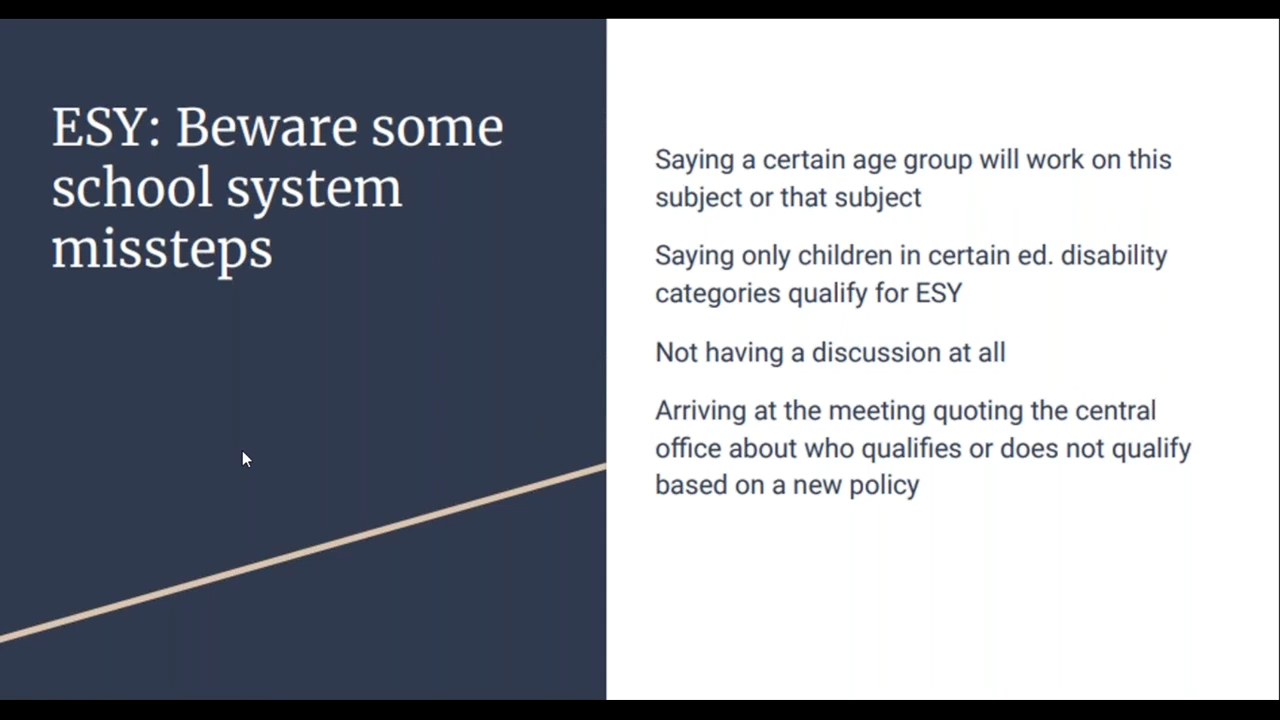 ESY: Beware some
school system
missteps
Saying a certain age group will work on this
subject or that subject
Saying only children in certain ed. disability
categories qualify for ESY
Not having a discussion at all
Arriving at the meeting quoting the central
office about who qualifies or does not qualify
based on a new policy